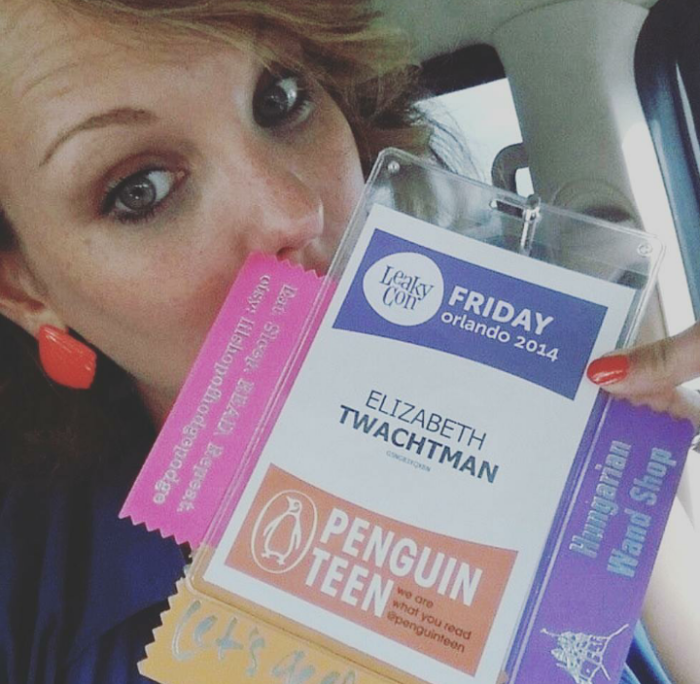 Leaky
Con
FRIDAY
orlando 2014
ELIZABETH
TWACHTMAN
PENGUIN
TEEN
we are
what you read
@penguinteen
Eat. Sleep. READ. Repeat.
Hungarian
Wand Shop
Let's